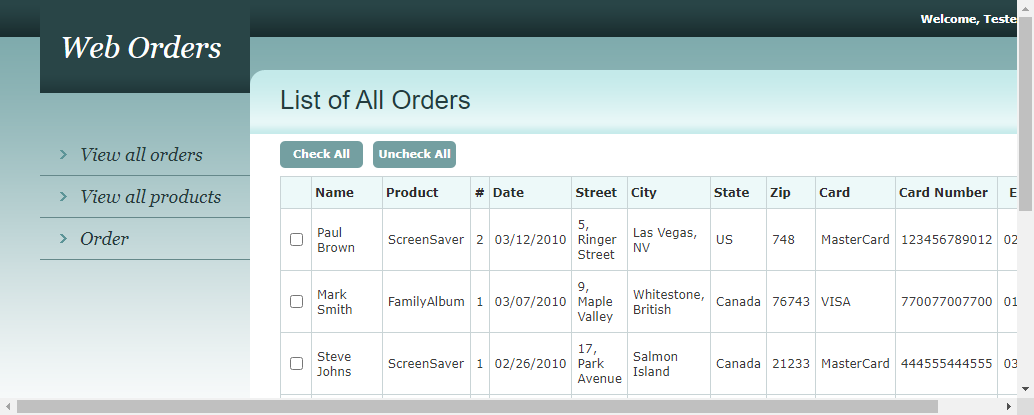 Welcome, Teste
Web Orders
List of All Orders
View all orders
View all products
Order
Check All Uncheck All
Name Product # Date Street City State Zip Card Card Number E
Paul Brown ScreenSaver 2 03/12/2010 5, Ringer Street Las Vegas, NV US 748 MasterCard 123456789012 02
Mark Smith FamilyAlbum 1 03/07/2010 9, Maple Valley Whitestone, British Canada 76743 VISA 770077007700 01
Steve Johns ScreenSaver 1 02/26/2010 17, Park Avenue Salmon Island Canada 21233 MasterCard 444555444555 03